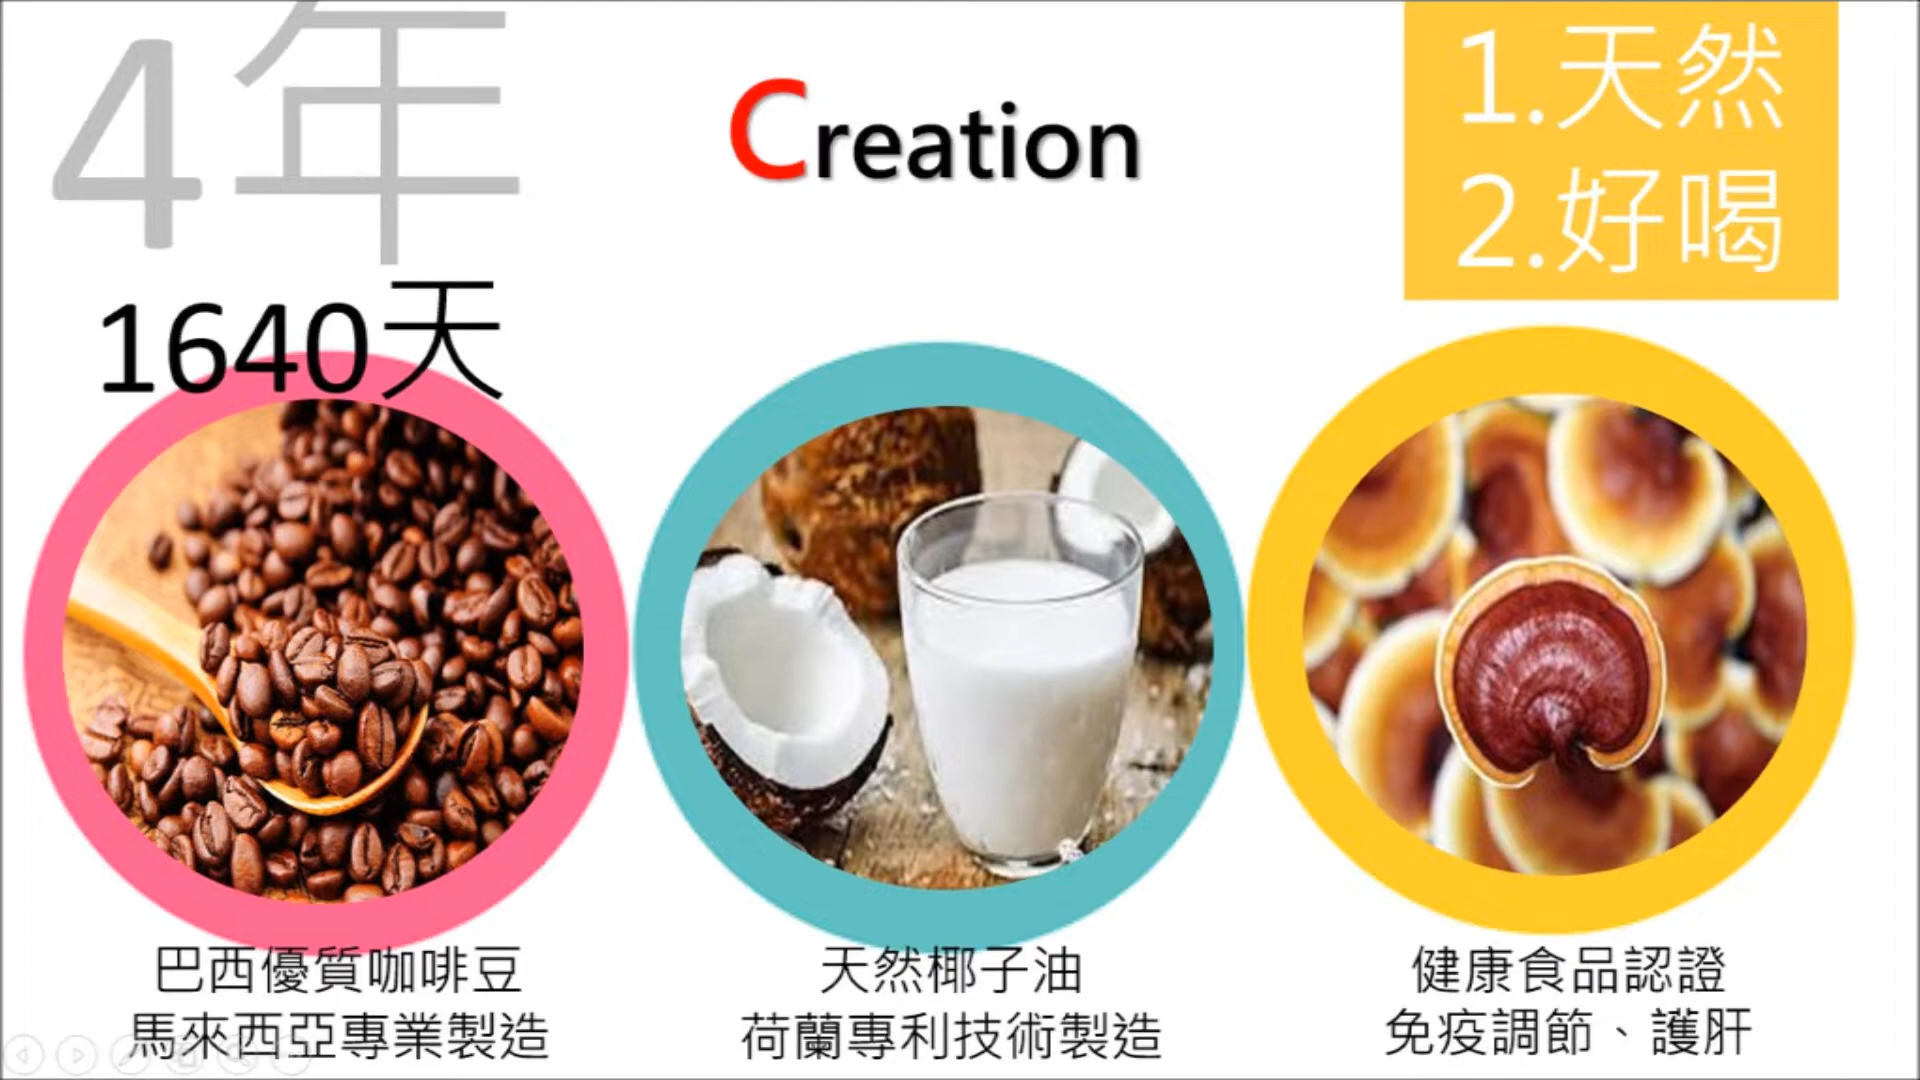 4年
1640天
Creation
1.天然
2.好喝
巴西優質咖啡豆
馬來西亞專業製造
天然椰子油
荷蘭專利技術製造
健康食品認證
免疫調節、護肝